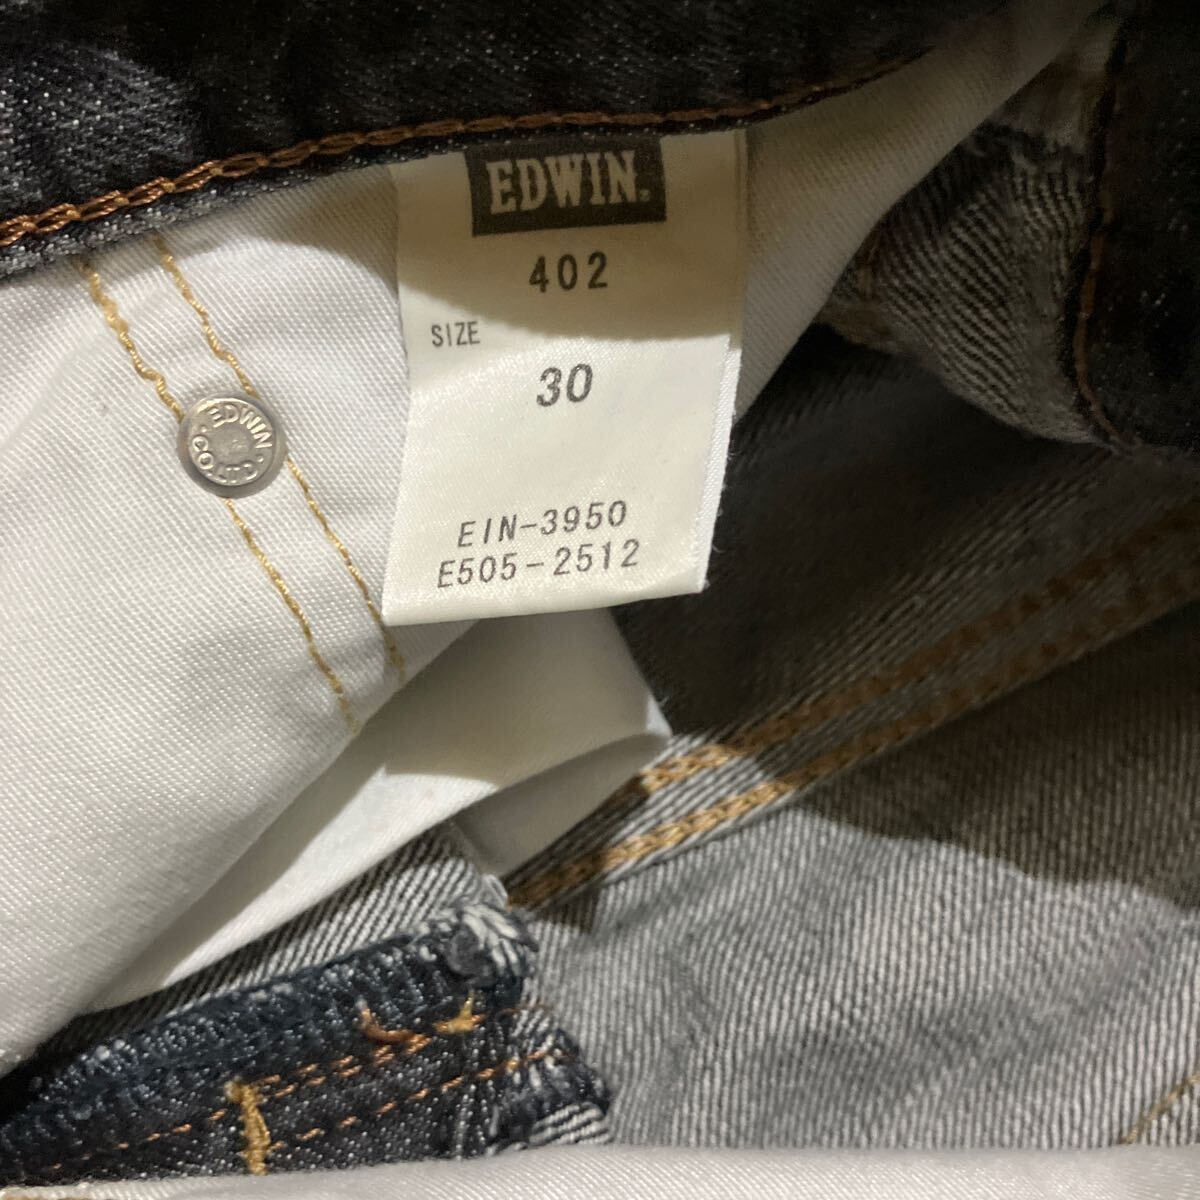 EDWIN.
402
SIZE
30
EIN-3950
E505-2512
EDWIN
CO.LTD.